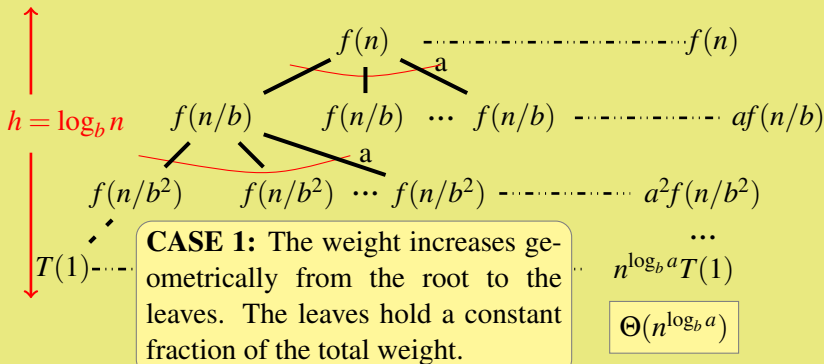 f(n) f(n)
a
h = log_b n f(n/b) f(n/b) ··· f(n/b) af(n/b)
a
f(n/b²) f(n/b²) ··· f(n/b²) a²f(n/b²)
...
T(1) n^{log_b a}T(1)
CASE 1: The weight increases ge-
ometrically from the root to the
leaves. The leaves hold a constant
fraction of the total weight.
Θ(n^{log_b a})